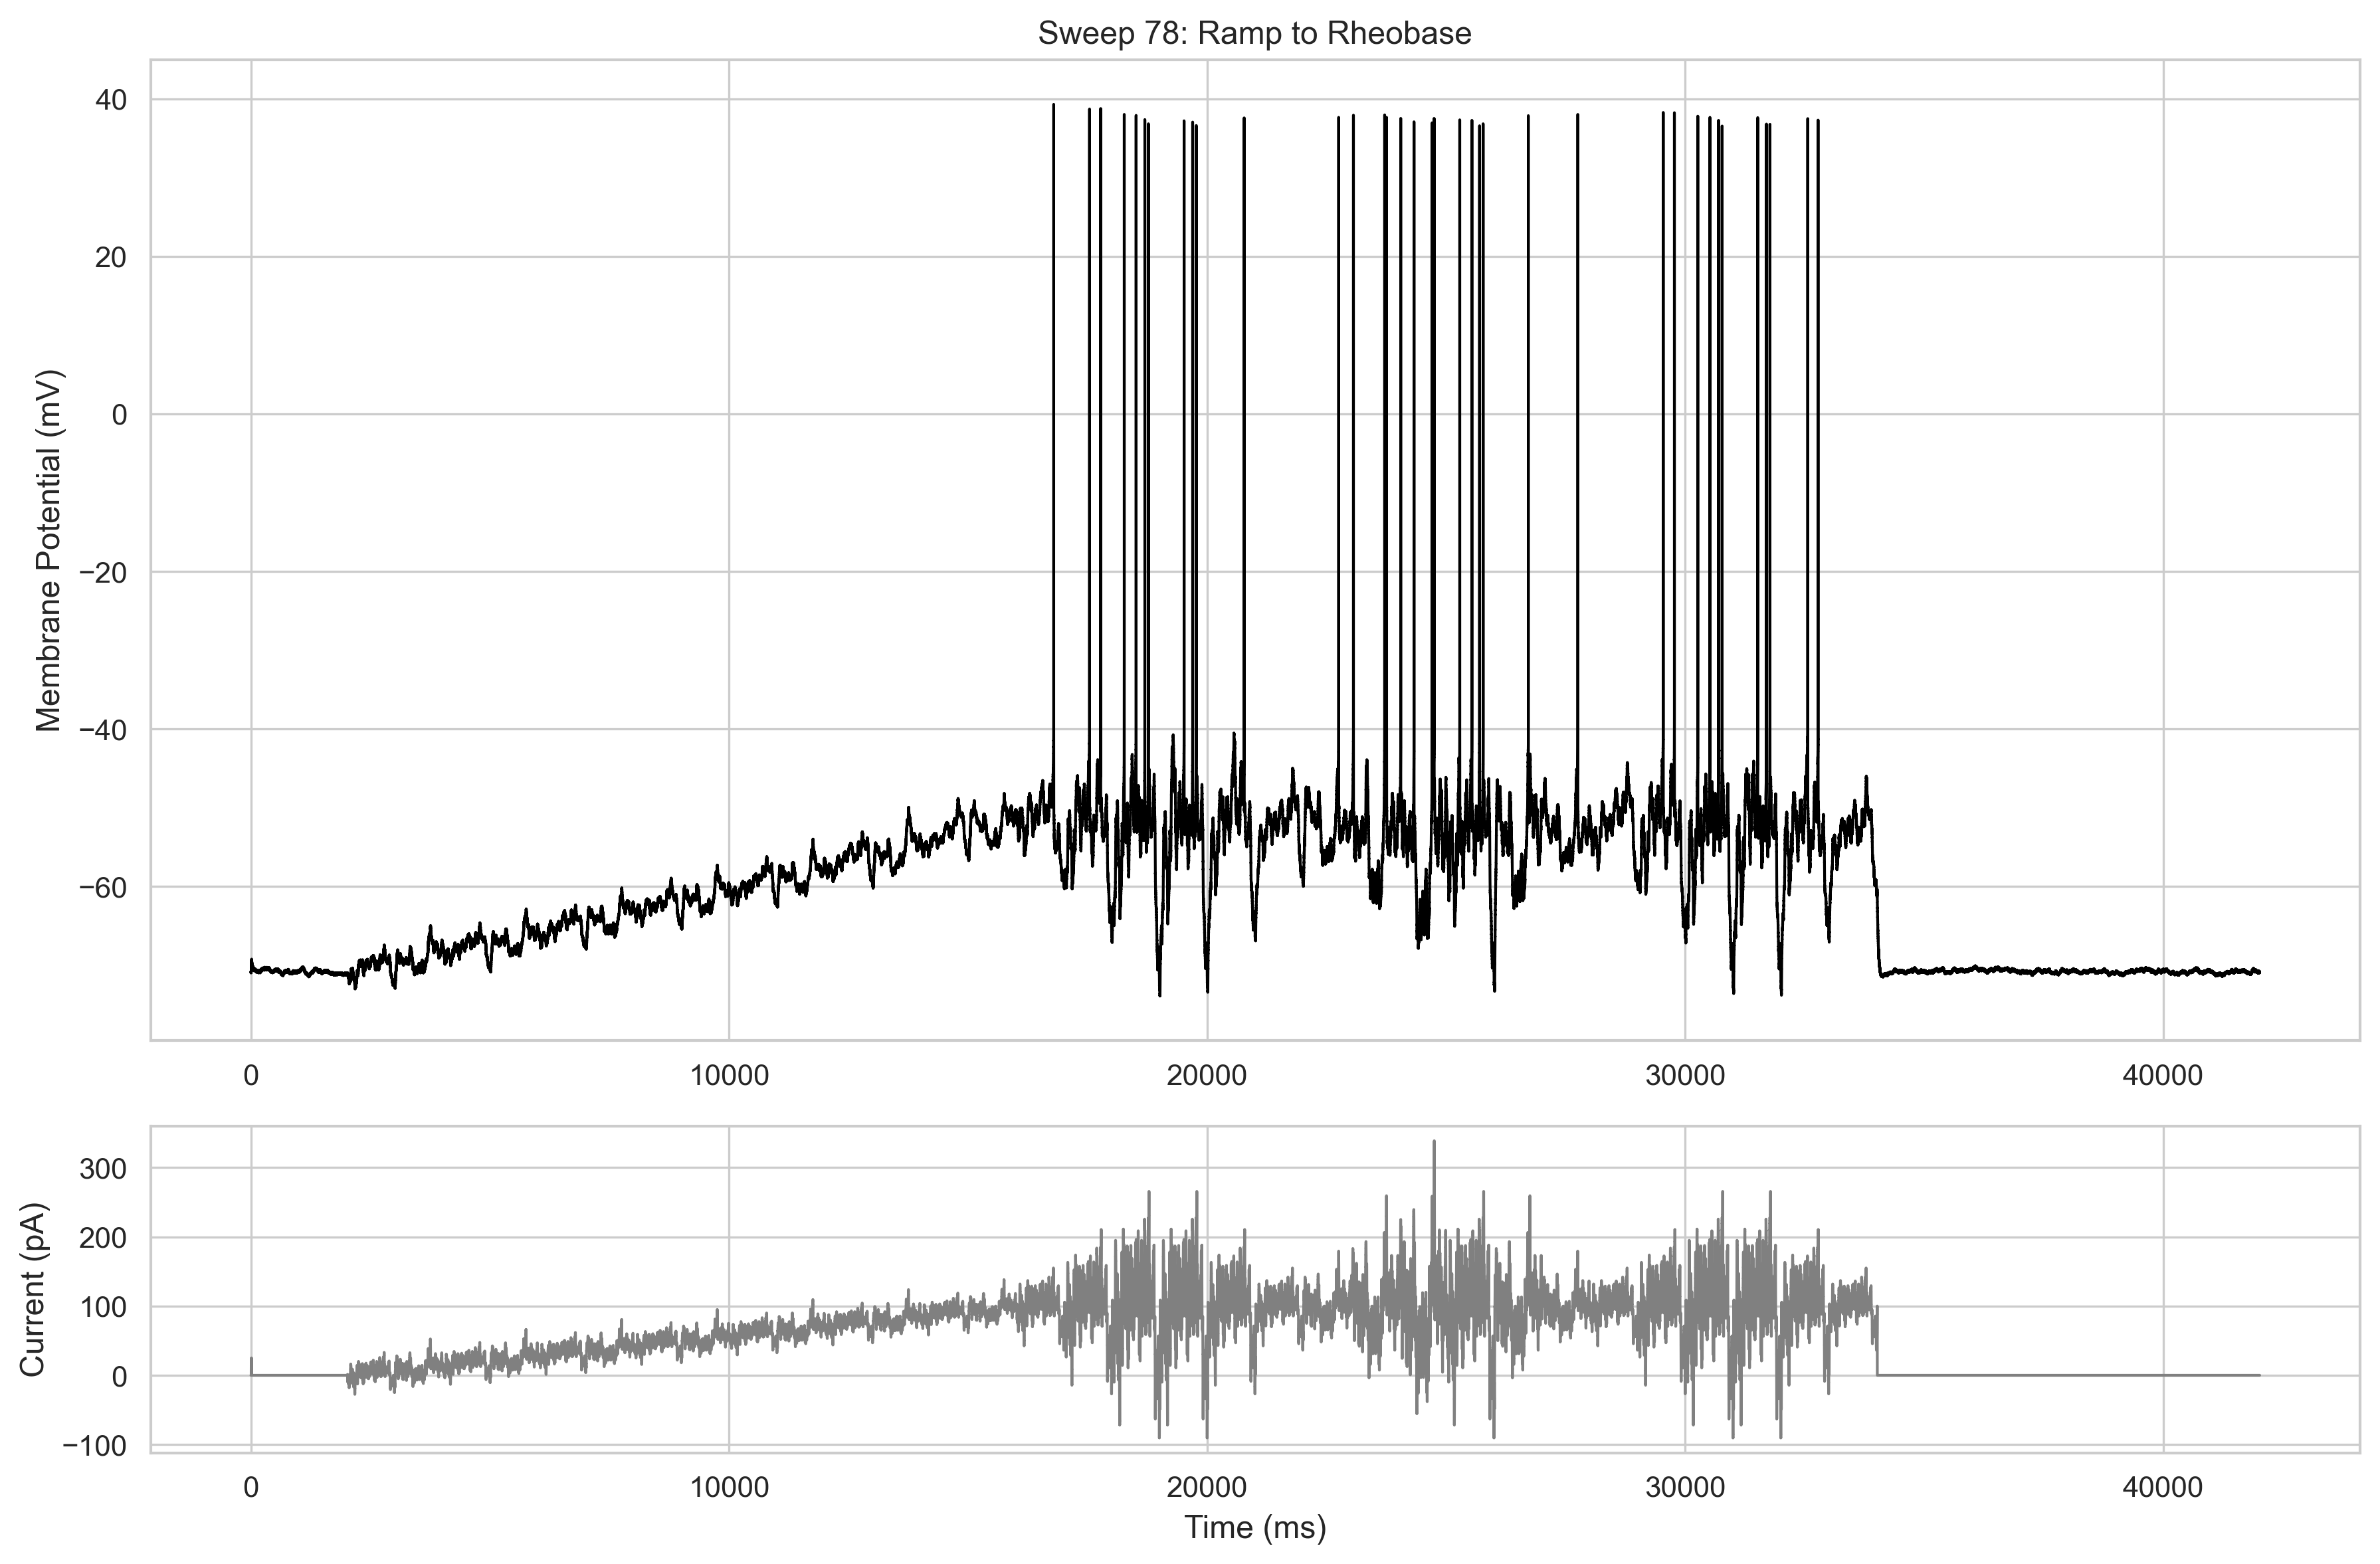 Sweep 78: Ramp to Rheobase
Membrane Potential (mV)
40
20
0
−20
−40
−60
0 10000 20000 30000 40000
Current (pA)
300
200
100
0
−100
0 10000 20000 30000 40000
Time (ms)